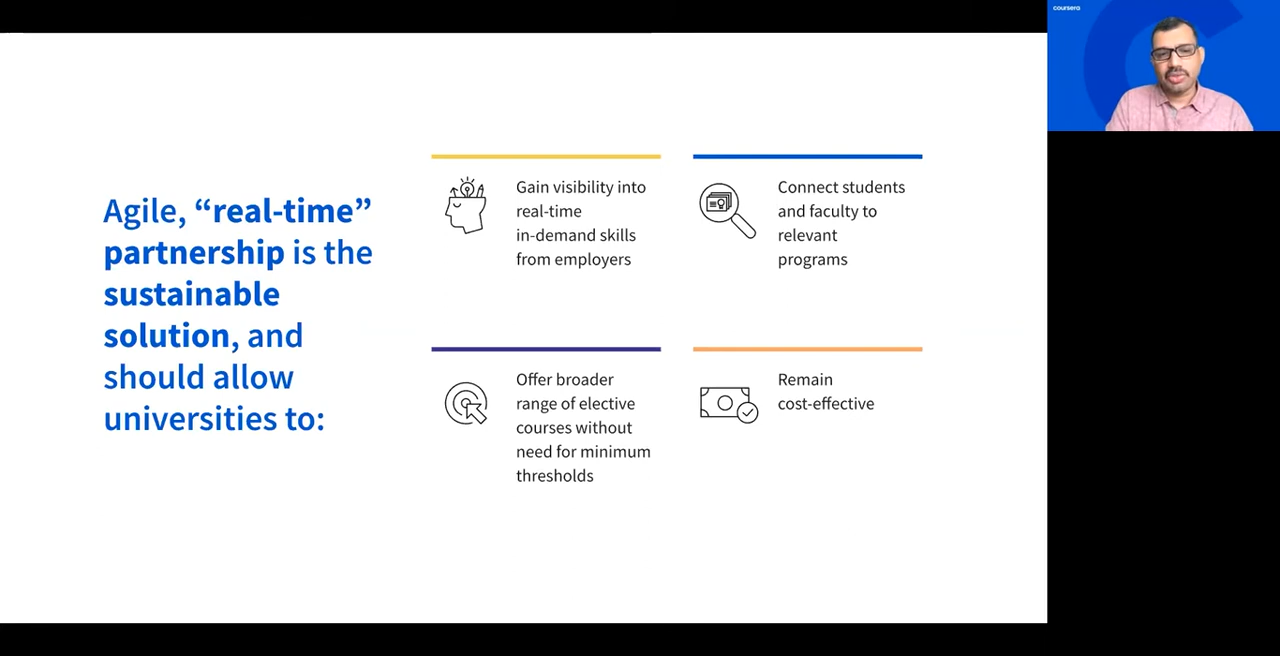 coursera
Agile, “real-time”
partnership is the
sustainable
solution, and
should allow
universities to:
Gain visibility into
real-time
in-demand skills
from employers
Connect students
and faculty to
relevant
programs
Offer broader
range of elective
courses without
need for minimum
thresholds
Remain
cost-effective